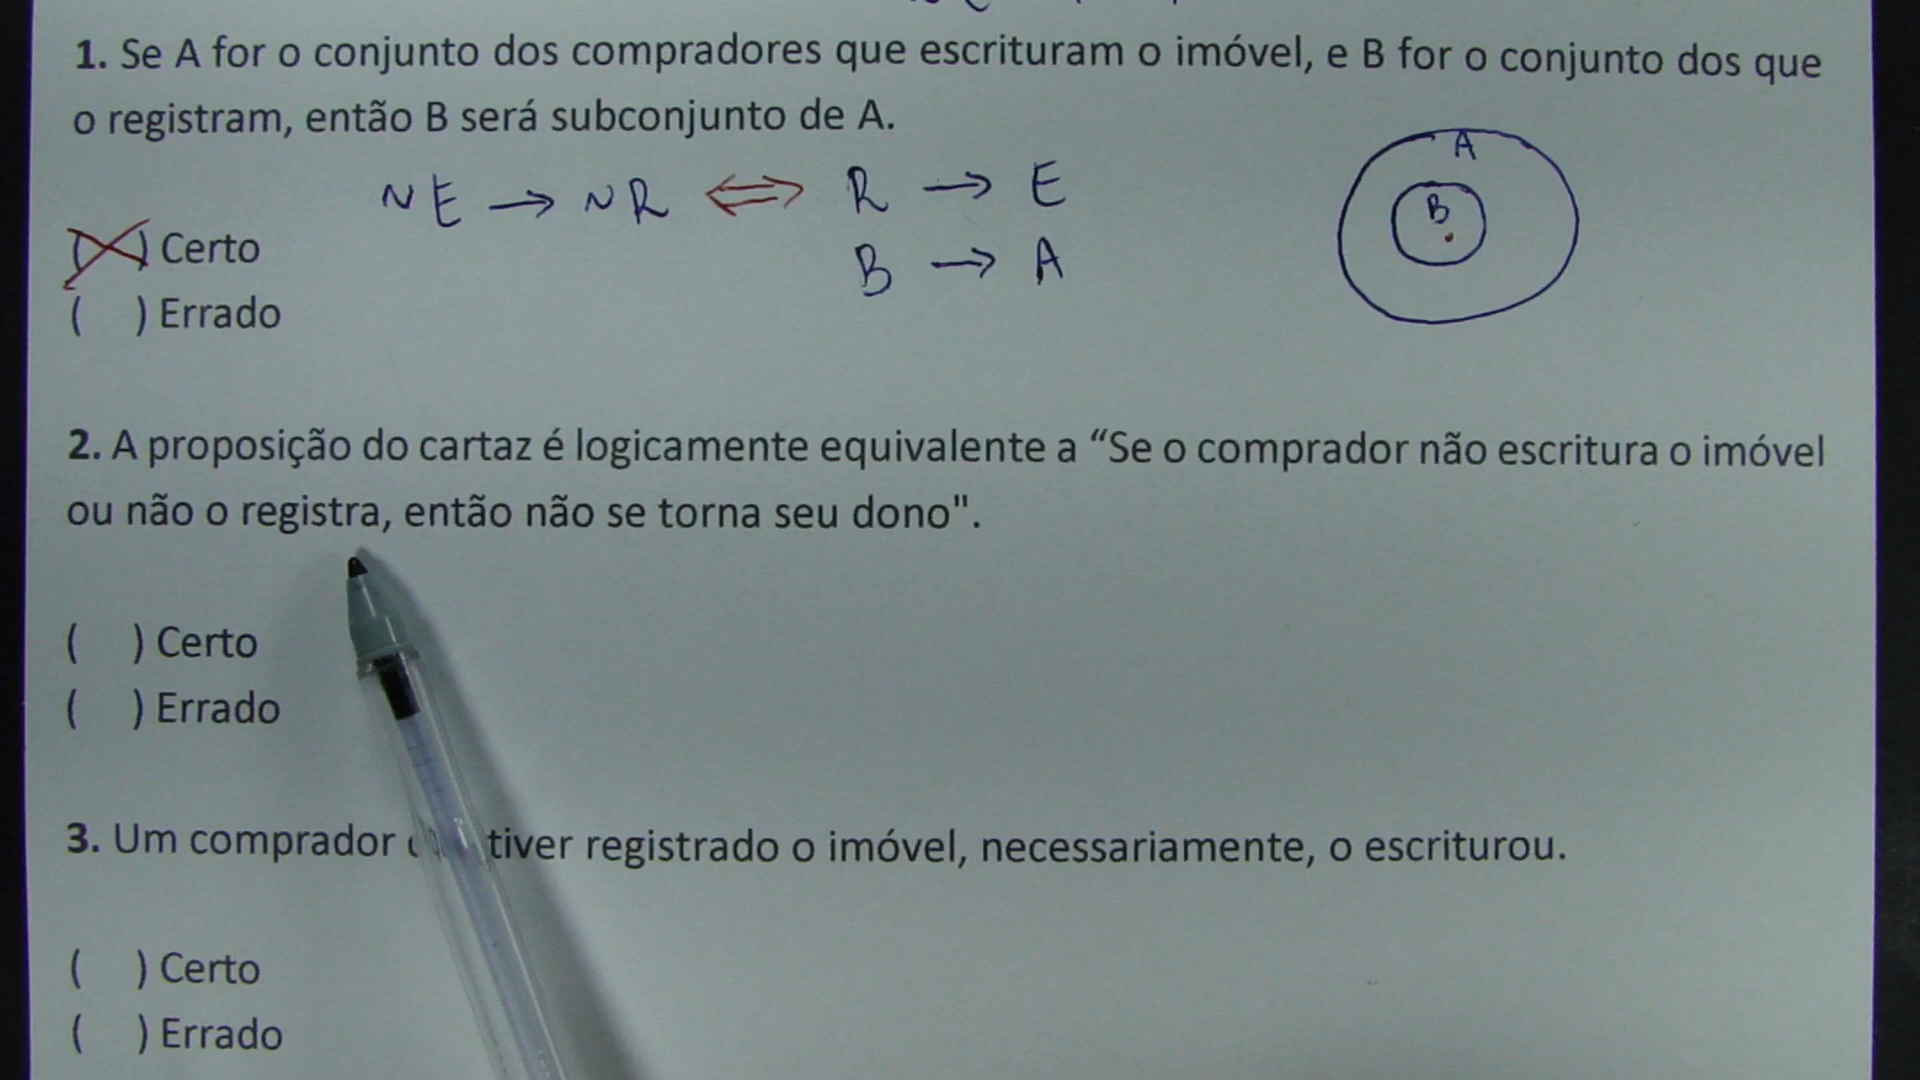 1. Se A for o conjunto dos compradores que escrituram o imóvel, e B for o conjunto dos que
o registram, então B será subconjunto de A.
A
~E → ~R ⇔ R → E
B
B → A
(X) Certo
( ) Errado
2. A proposição do cartaz é logicamente equivalente a “Se o comprador não escritura o imóvel
ou não o registra, então não se torna seu dono".
( ) Certo
( ) Errado
3. Um comprador tiver registrado o imóvel, necessariamente, o escriturou.
( ) Certo
( ) Errado